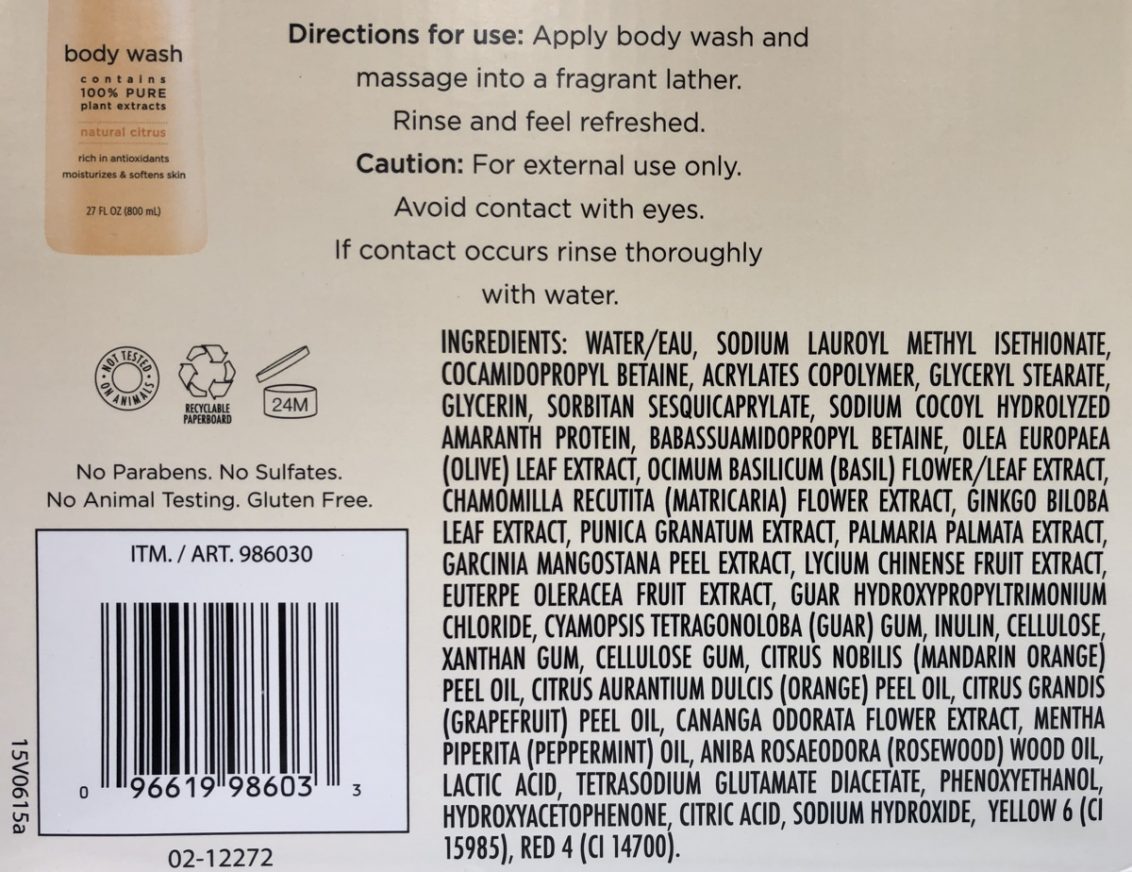 body wash
contains
100% PURE
plant extracts
natural citrus
rich in antioxidants
moisturizes & softens skin
27 FL OZ (800 mL)
Directions for use: Apply body wash and
massage into a fragrant lather.
Rinse and feel refreshed.
Caution: For external use only.
Avoid contact with eyes.
If contact occurs rinse thoroughly
with water.
NOT TESTED
ON ANIMALS
RECYCLABLE
PAPERBOARD
24M
No Parabens. No Sulfates.
No Animal Testing. Gluten Free.
ITM. / ART. 986030
0 96619 98603 3
02-12272
15V0615a
INGREDIENTS: WATER/EAU, SODIUM LAUROYL METHYL ISETHIONATE,
COCAMIDOPROPYL BETAINE, ACRYLATES COPOLYMER, GLYCERYL STEARATE,
GLYCERIN, SORBITAN SESQUICAPRYLATE, SODIUM COCOYL HYDROLYZED
AMARANTH PROTEIN, BABASSUAMIDOPROPYL BETAINE, OLEA EUROPAEA
(OLIVE) LEAF EXTRACT, OCIMUM BASILICUM (BASIL) FLOWER/LEAF EXTRACT,
CHAMOMILLA RECUTITA (MATRICARIA) FLOWER EXTRACT, GINKGO BILOBA
LEAF EXTRACT, PUNICA GRANATUM EXTRACT, PALMARIA PALMATA EXTRACT,
GARCINIA MANGOSTANA PEEL EXTRACT, LYCIUM CHINENSE FRUIT EXTRACT,
EUTERPE OLERACEA FRUIT EXTRACT, GUAR HYDROXYPROPYLTRIMONIUM
CHLORIDE, CYAMOPSIS TETRAGONOLOBA (GUAR) GUM, INULIN, CELLULOSE,
XANTHAN GUM, CELLULOSE GUM, CITRUS NOBILIS (MANDARIN ORANGE)
PEEL OIL, CITRUS AURANTIUM DULCIS (ORANGE) PEEL OIL, CITRUS GRANDIS
(GRAPEFRUIT) PEEL OIL, CANANGA ODORATA FLOWER EXTRACT, MENTHA
PIPERITA (PEPPERMINT) OIL, ANIBA ROSAEODORA (ROSEWOOD) WOOD OIL,
LACTIC ACID, TETRASODIUM GLUTAMATE DIACETATE, PHENOXYETHANOL,
HYDROXYACETOPHENONE, CITRIC ACID, SODIUM HYDROXIDE, YELLOW 6 (CI
15985), RED 4 (CI 14700).